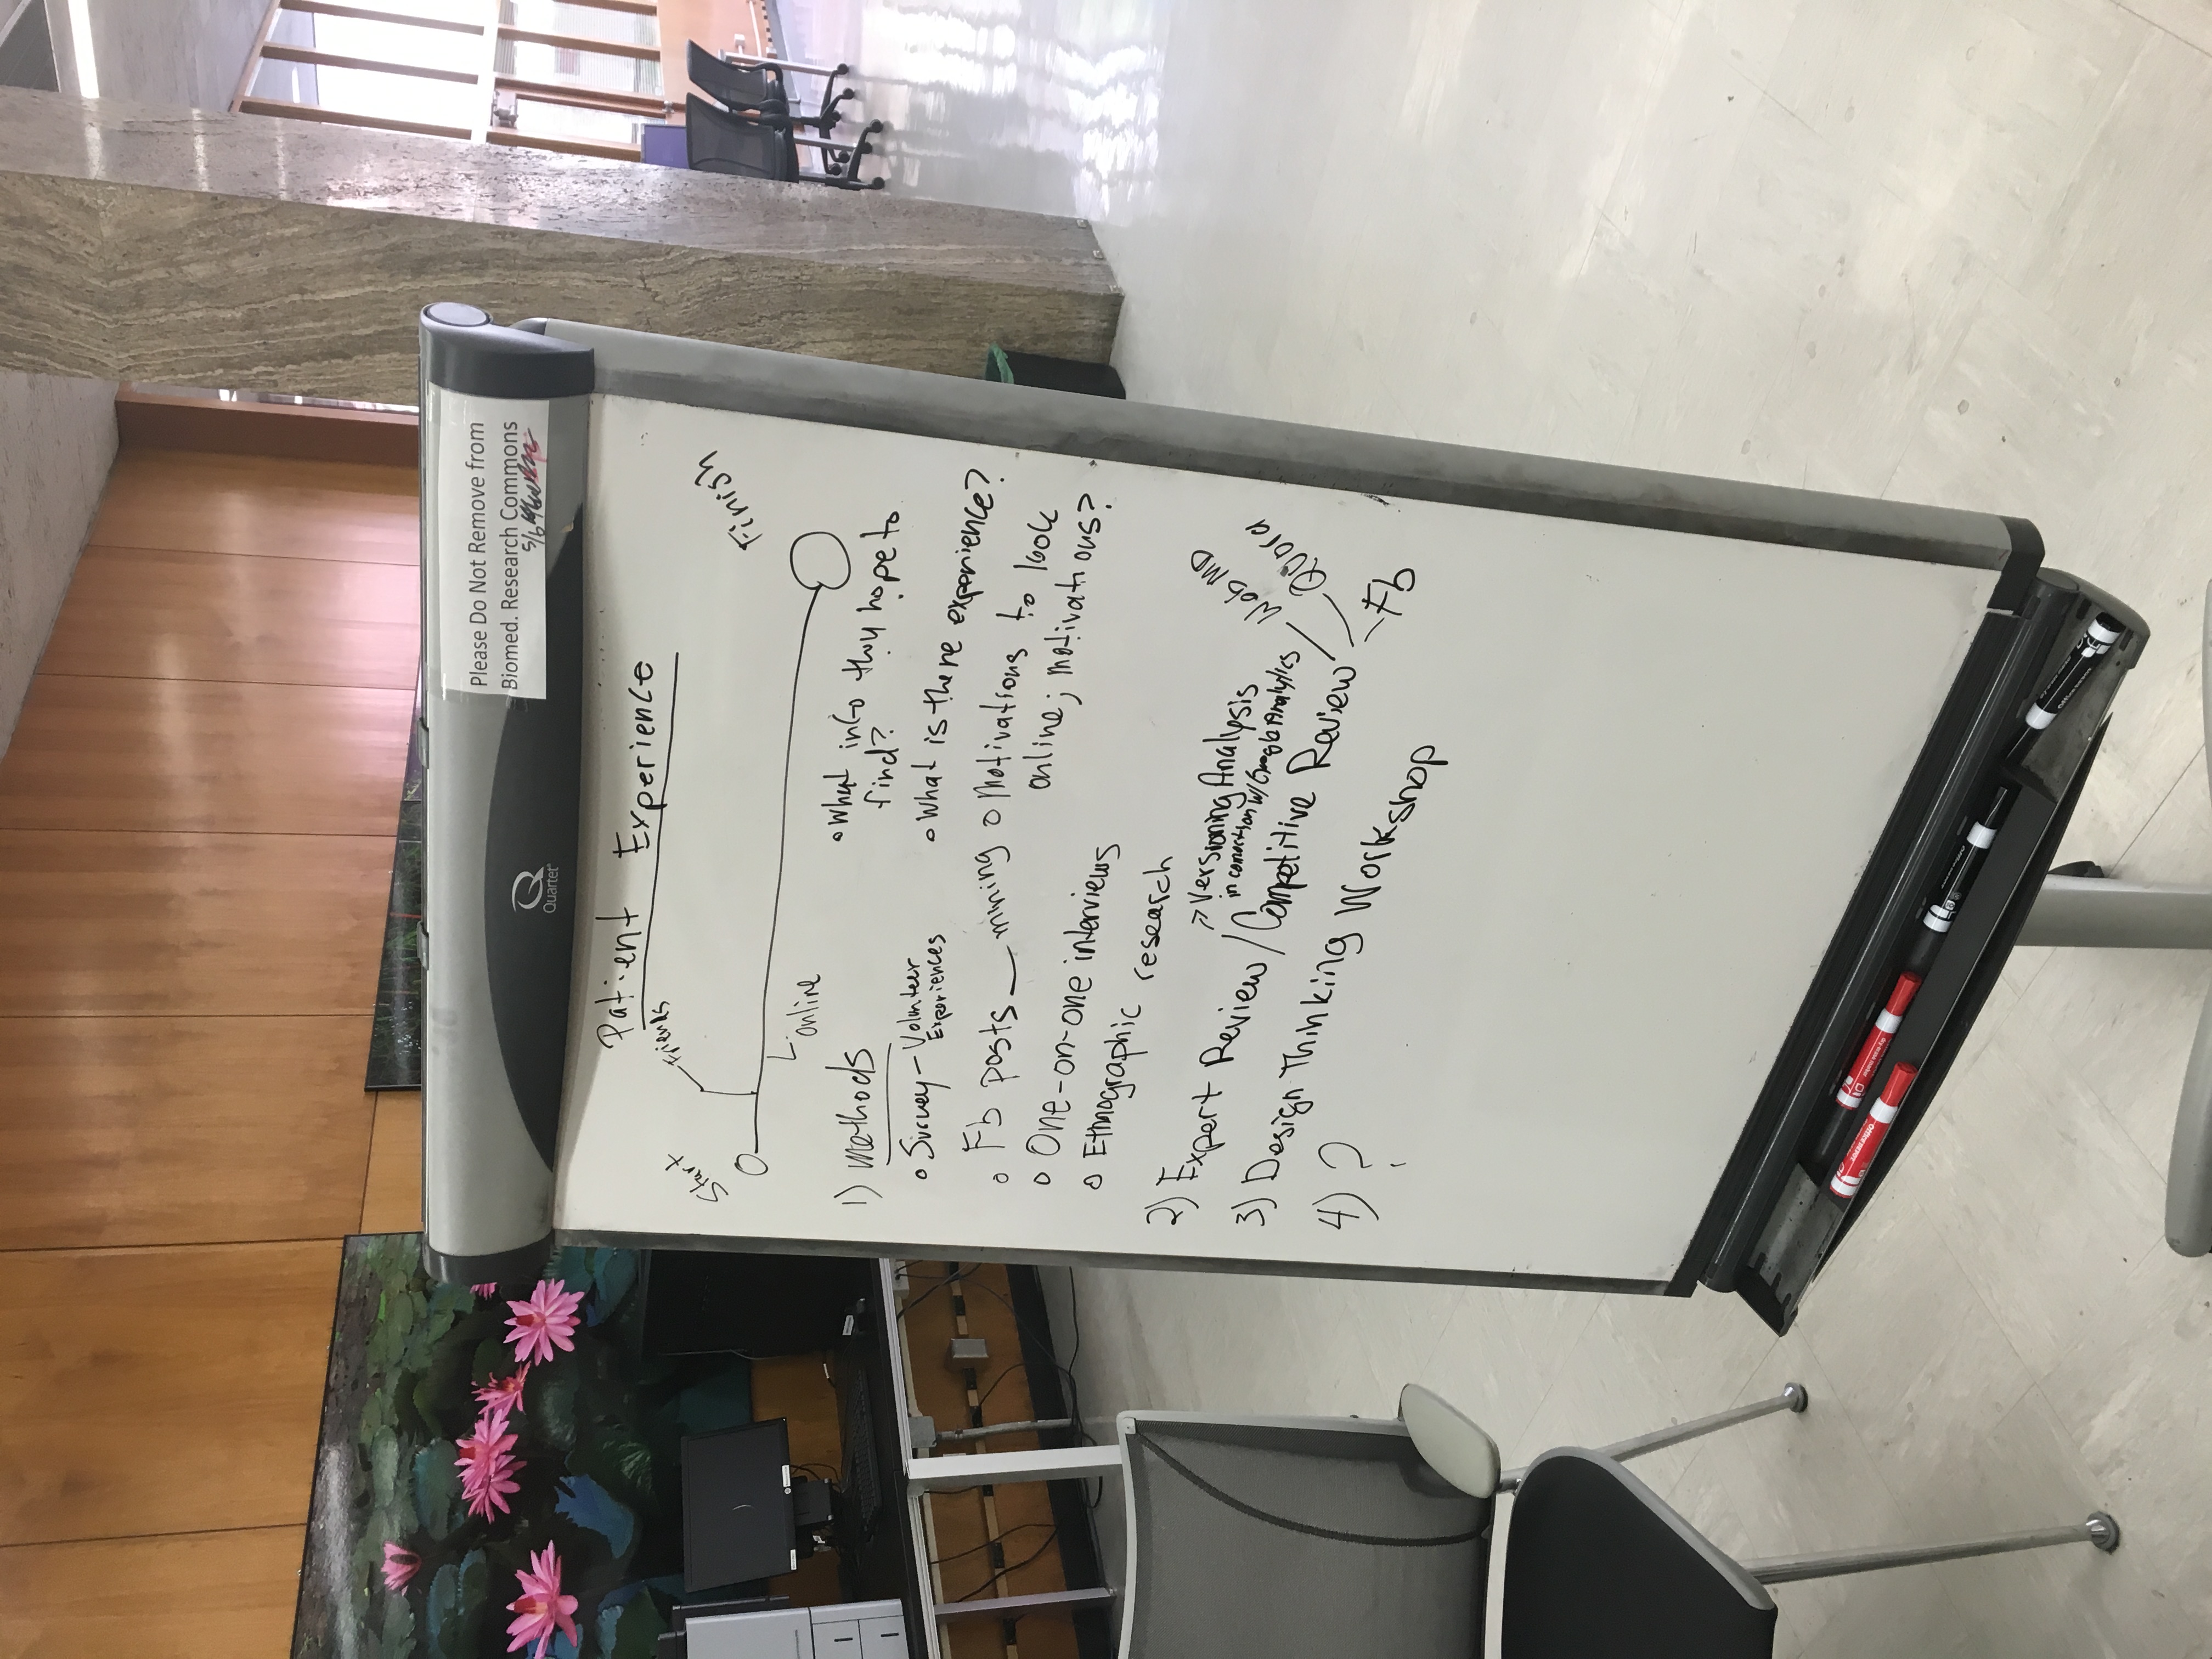 Please Do Not Remove from
Biomed. Research Commons
5/6
Quartet
Patient Experience
Start
Friends
Finish
online
1) methods
o Survey - Volunteer
Experiences
o Fb posts — mining
o One-on-one interviews
o Ethnographic research
o What info they hope to
find?
o What is there experience?
o Motivations to look
online; motivations?
2) Expert Review / Competitive Review
→ Versioning Analysis
in connection w/ Google Analytics
WebMD
Quora
Fb
3) Design Thinking Workshop
4) ?